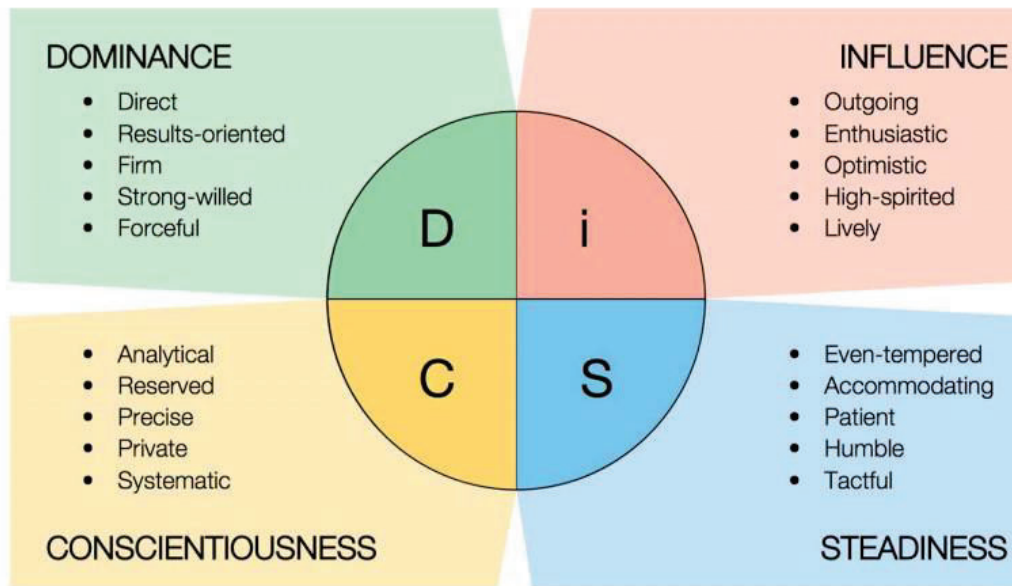 DOMINANCE
• Direct
• Results-oriented
• Firm
• Strong-willed
• Forceful
INFLUENCE
• Outgoing
• Enthusiastic
• Optimistic
• High-spirited
• Lively
D
i
C
S
• Analytical
• Reserved
• Precise
• Private
• Systematic
CONSCIENTIOUSNESS
• Even-tempered
• Accommodating
• Patient
• Humble
• Tactful
STEADINESS